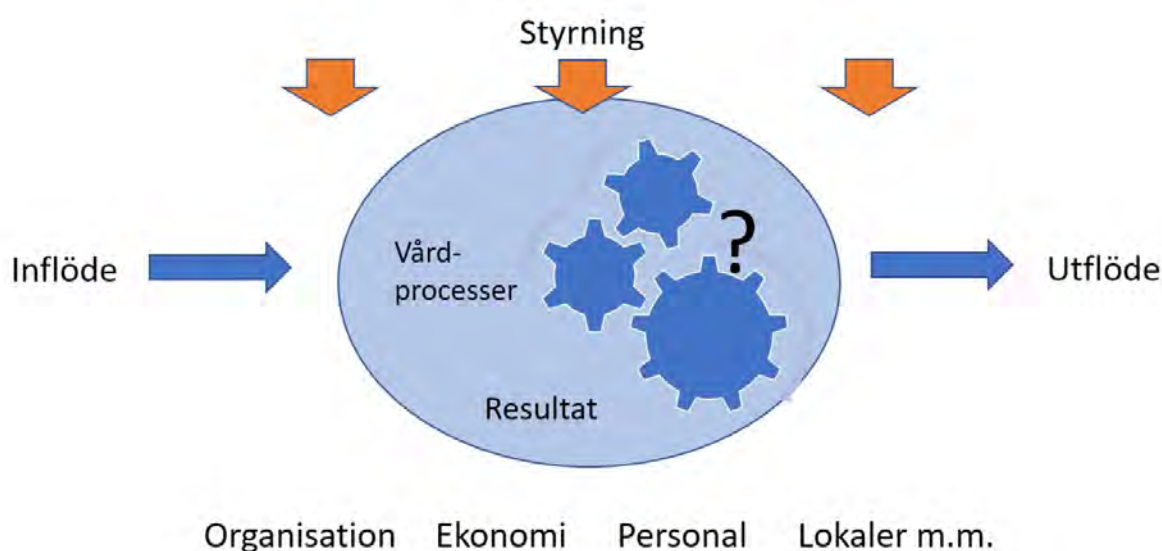 Styrning
Inflöde
Vård-
processer
?
Utflöde
Resultat
Organisation Ekonomi Personal Lokaler m.m.